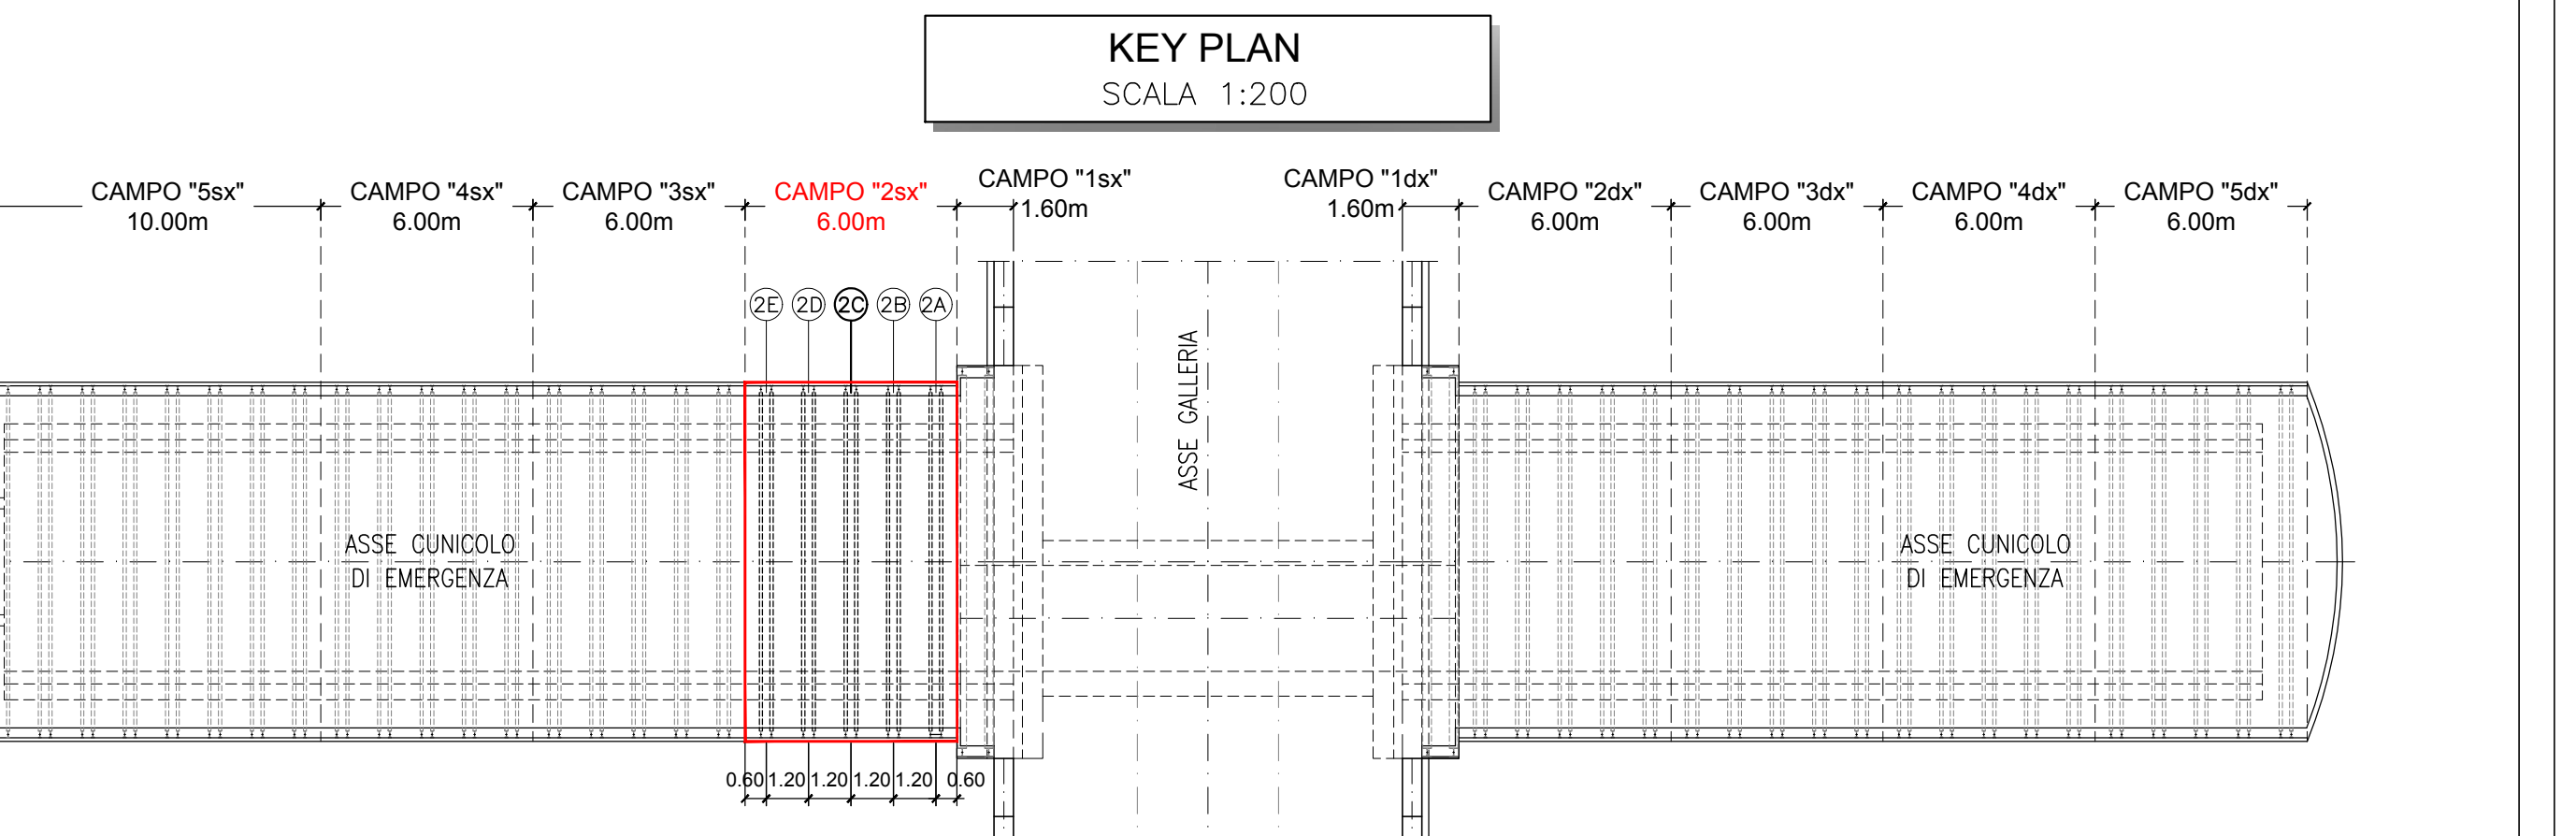 KEY PLAN
SCALA 1:200
CAMPO "5sx"
10.00m
CAMPO "4sx"
6.00m
CAMPO "3sx"
6.00m
CAMPO "2sx"
6.00m
CAMPO "1sx"
1.60m
CAMPO "1dx"
1.60m
CAMPO "2dx"
6.00m
CAMPO "3dx"
6.00m
CAMPO "4dx"
6.00m
CAMPO "5dx"
6.00m
2E 2D 2C 2B 2A
ASSE GALLERIA
ASSE CUNICOLO
DI EMERGENZA
ASSE CUNICOLO
DI EMERGENZA
0.60 1.20 1.20 1.20 1.20 0.60